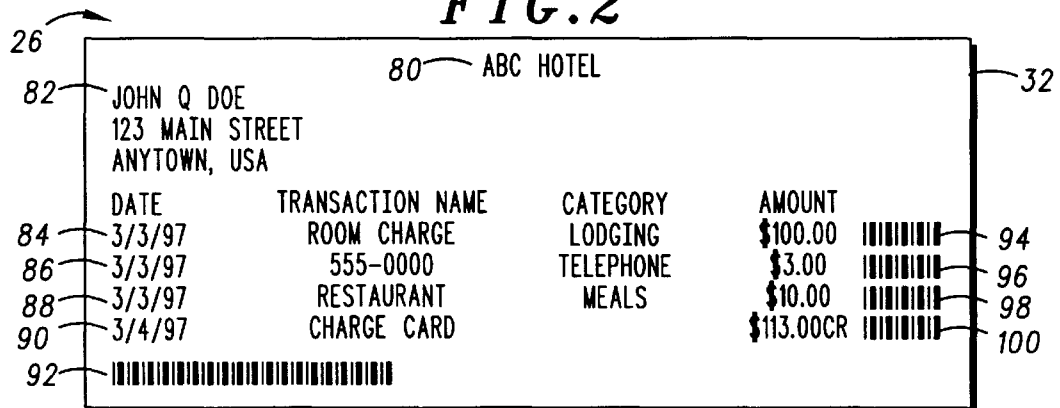 FIG.2
26
80 ABC HOTEL 32
82 JOHN Q DOE
123 MAIN STREET
ANYTOWN, USA
DATE TRANSACTION NAME CATEGORY AMOUNT
84 3/3/97 ROOM CHARGE LODGING $100.00 94
86 3/3/97 555-0000 TELEPHONE $3.00 96
88 3/3/97 RESTAURANT MEALS $10.00 98
90 3/4/97 CHARGE CARD $113.00CR 100
92